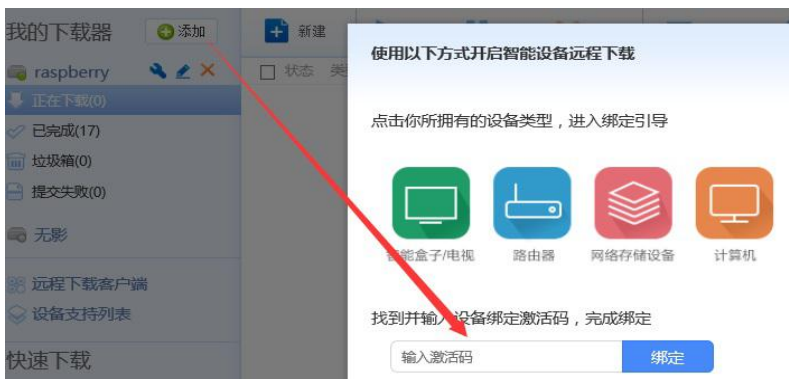 我的下载器
添加
新建
raspberry
状态 类
正在下载(0)
已完成(17)
垃圾箱(0)
提交失败(0)
无影
远程下载客户端
设备支持列表
快速下载
使用以下方式开启智能设备远程下载
点击你所拥有的设备类型，进入绑定引导
智能盒子/电视
路由器
网络存储设备
计算机
找到并输入设备绑定激活码，完成绑定
输入激活码
绑定